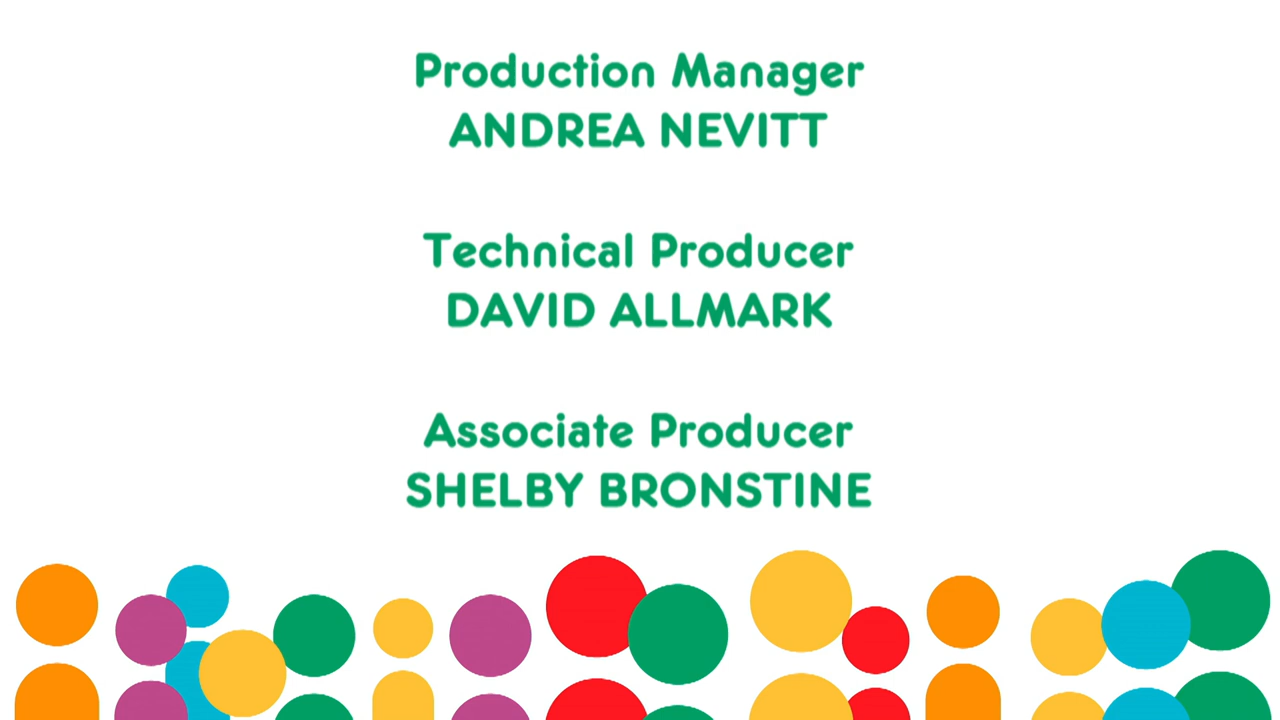 Production Manager
ANDREA NEVITT
Technical Producer
DAVID ALLMARK
Associate Producer
SHELBY BRONSTINE